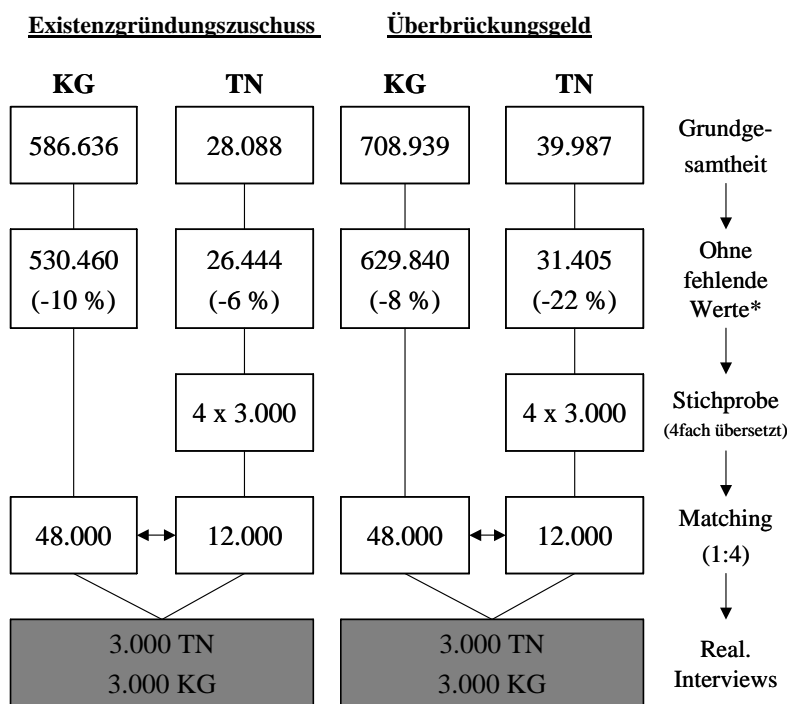 Existenzgründungszuschuss Überbrückungsgeld
KG TN KG TN
586.636 28.088 708.939 39.987 Grundge-
samtheit
530.460 26.444 629.840 31.405 Ohne
(-10 %) (-6 %) (-8 %) (-22 %) fehlende
Werte*
4 x 3.000 4 x 3.000 Stichprobe
(4fach übersetzt)
48.000 12.000 48.000 12.000 Matching
(1:4)
3.000 TN 3.000 TN Real.
3.000 KG 3.000 KG Interviews